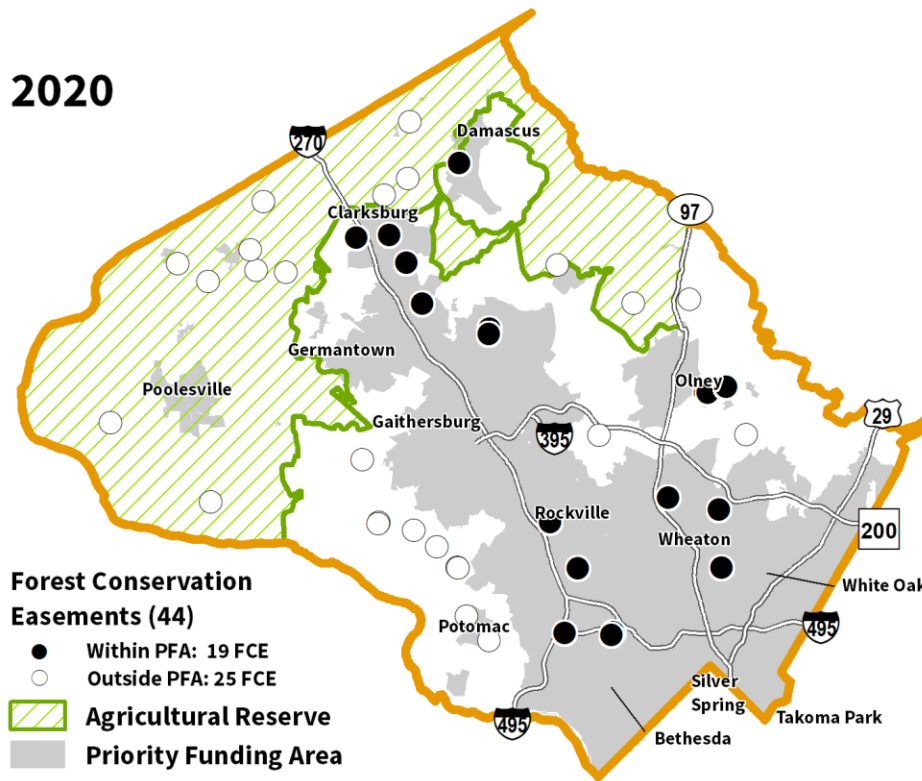 2020
270
Damascus
Clarksburg
97
Germantown
Poolesville
Olney
Gaithersburg
29
395
Rockville
Wheaton
200
White Oak
Forest Conservation
Easements (44)
Within PFA: 19 FCE
Outside PFA: 25 FCE
Agricultural Reserve
Priority Funding Area
Potomac
495
Silver
Spring
495
Takoma Park
Bethesda